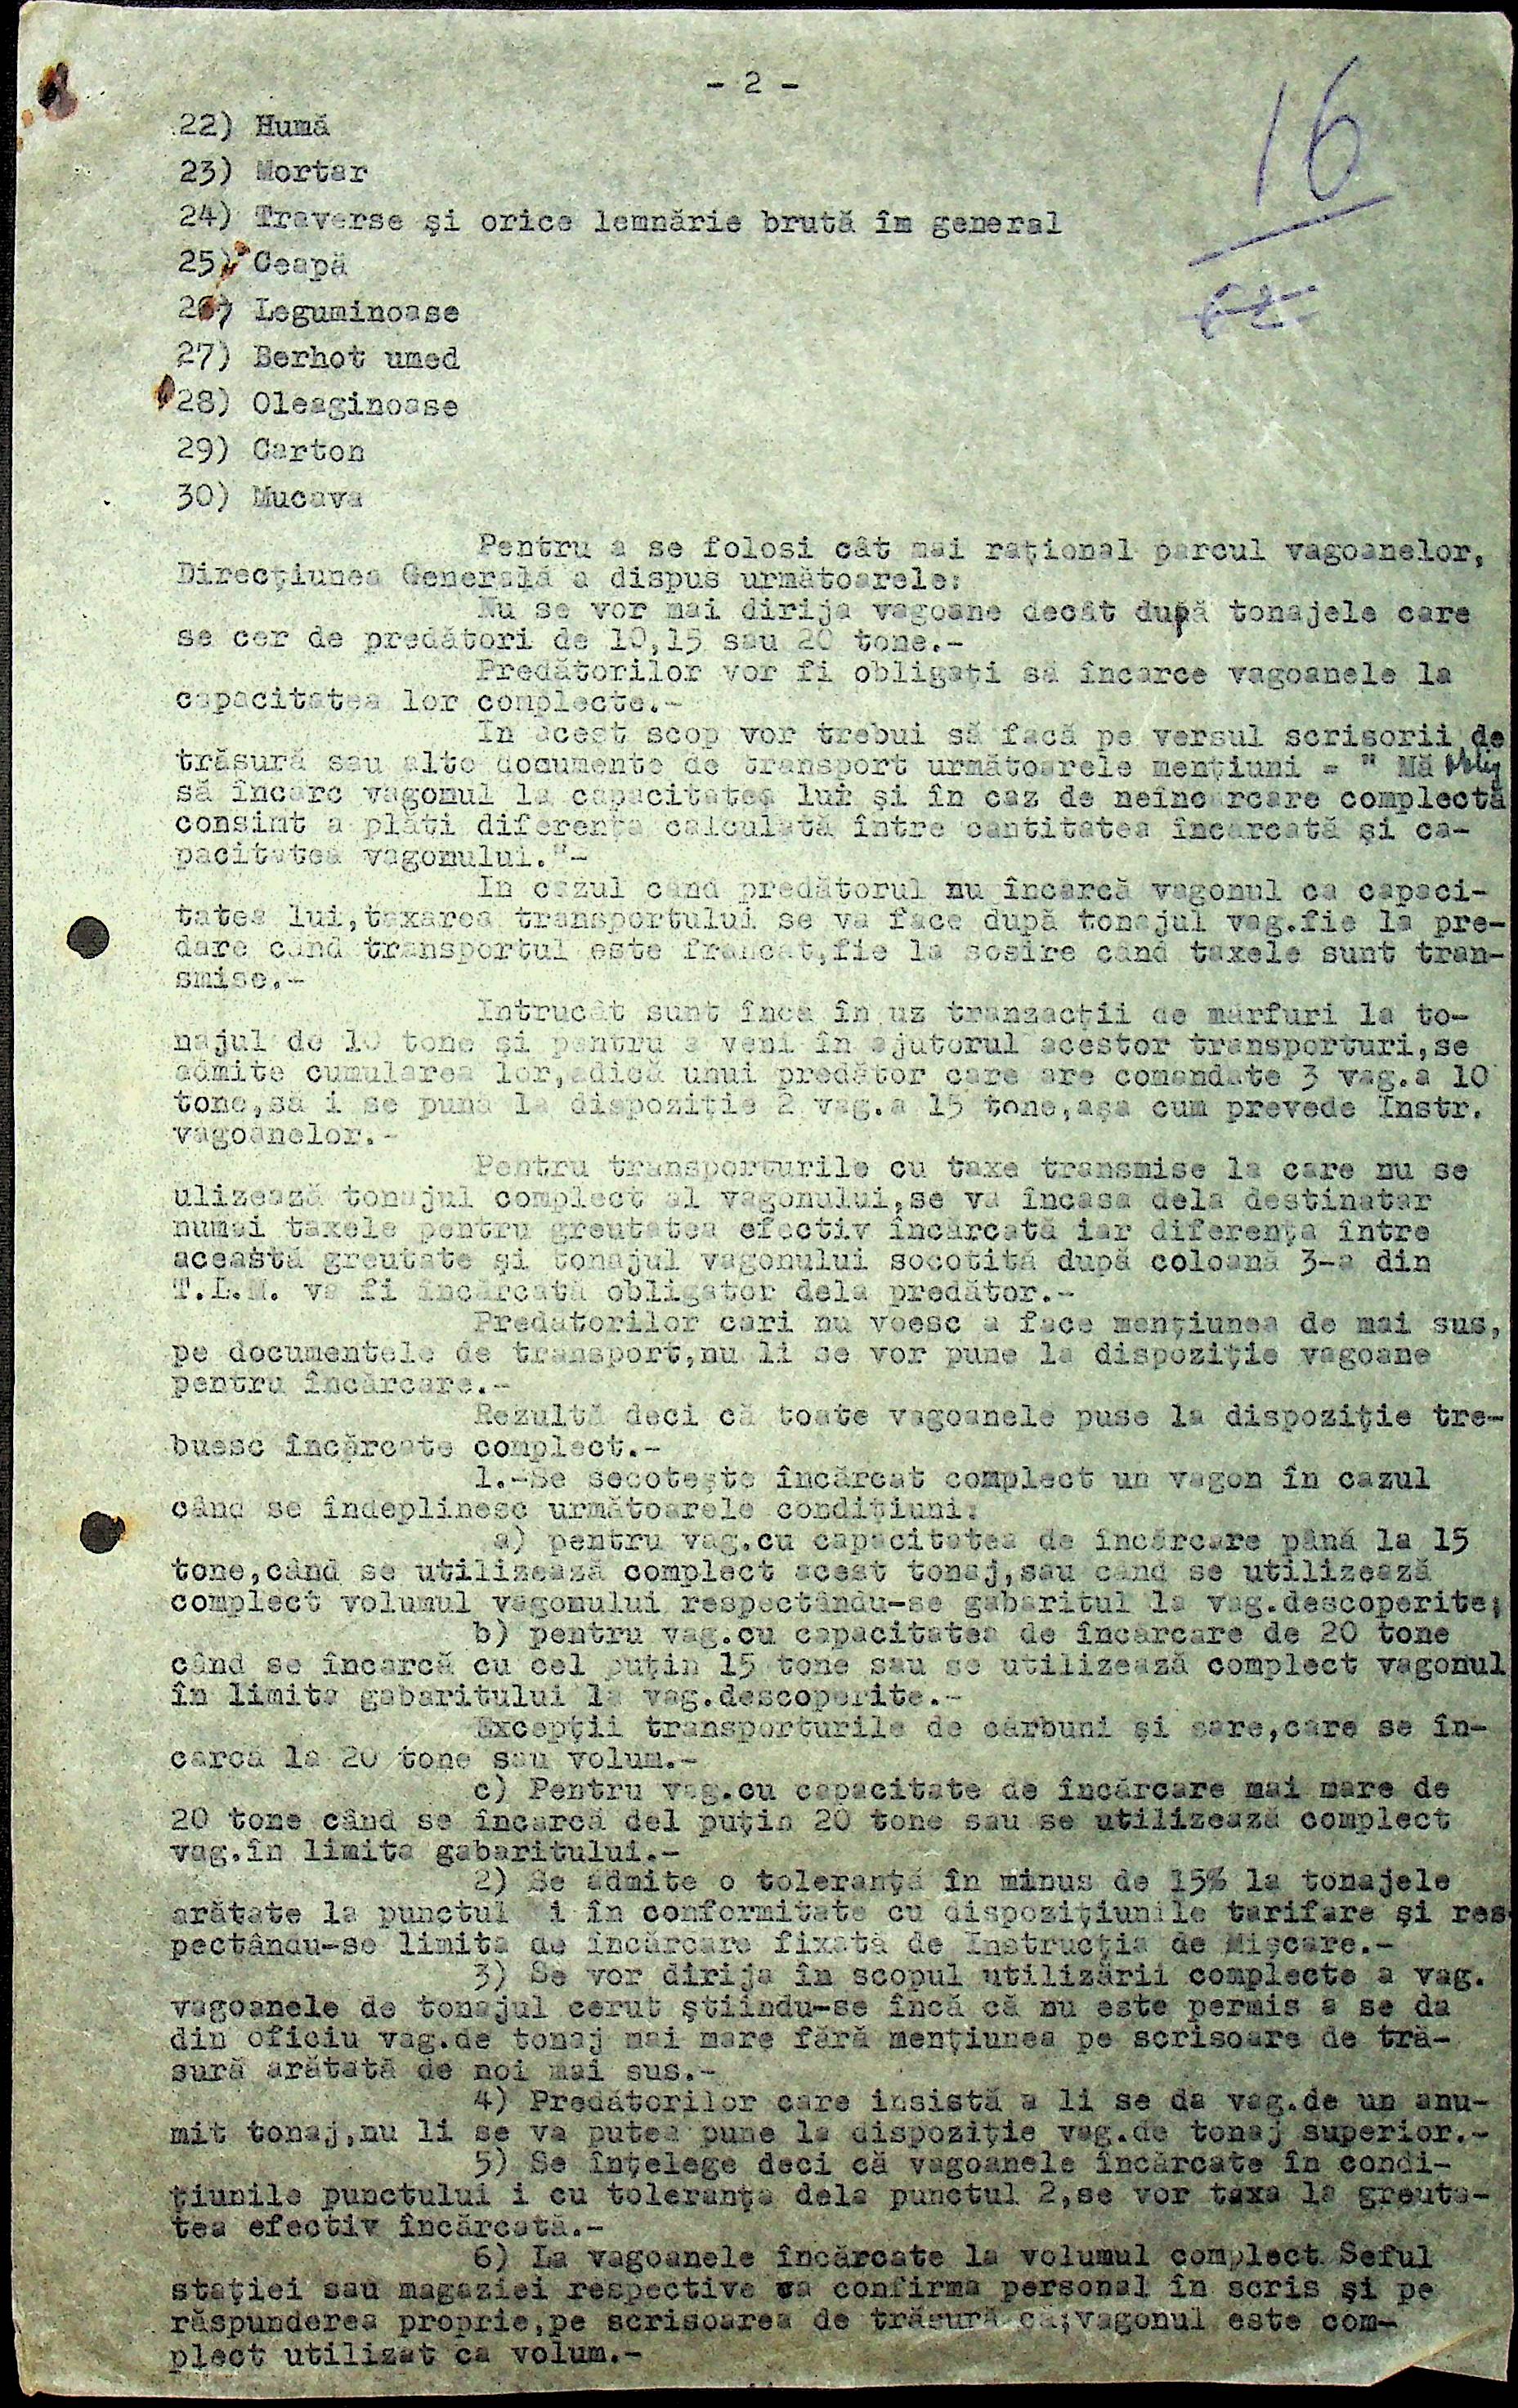 - 2 -
16
22) Humă
23) Mortar
24) Traverse şi orice lemnărie brută îm general
25) Ceapă
26) Leguminoase
27) Berhot umed
28) Oleaginoase
29) Carton
30) Mucava
Pentru a se folosi cât mai raţional parcul vagoanelor,
Direcţiunea Generală a dispus următoarele:
Nu se vor mai dirija vagoane decât după tonajele care
se cer de predători de 10,15 sau 20 tone.-
Predătorilor vor fi obligaţi să încarce vagoanele la
capacitatea lor complecte.-
In acest scop vor trebui să facă pe versul scrisorii de
trăsură sau alte documente de transport următoarele menţiuni = " Mă oblig
să încarc vagomul la capacitatea lui şi în caz de neîncărcare complectă
consimt a plăti diferenţa calculată între cantitatea încarcată şi ca-
pacitatea vagomului."-
In cazul când predătorul nu încarcă vagonul ca capaci-
tatea lui,taxarea transportului se va face după tonajul vag.fie la pre-
dare când transportul este francat,fie la sosire când taxele sunt tran-
smise.-
Intrucât sunt înca în uz tranzacţii de mărfuri la to-
najul de 10 tone şi pentru a veni în ajutorul acestor transporturi,se
admite cumularea lor,adică unui predător care are comandate 3 vag.a 10
tone,să i se pună la dispoziţie 2 vag.a 15 tone,aşa cum prevede Instr.
vagoanelor.-
Pentru transporturile cu taxe transmise la care nu se
ulizează tonajul complect al vagonului,se va încasa dela destinatar
numai taxele pentru greutatea efectiv încărcată iar diferenţa între
această greutate şi tonajul vagonului socotită după coloană 3-a din
T.L.M. va fi încărcată obligator dela predător.-
Predatorilor cari nu voesc a face menţiunea de mai sus,
pe documentele de transport,nu li se vor pune la dispoziţie vagoane
pentru încărcare.-
Rezultă deci că toate vagoanele puse la dispoziţie tre-
buesc încărcate complect.-
1.-Se socoteşte încărcat complect un vagon în cazul
când se îndeplinesc următoarele condiţiuni:
a) pentru vag.cu capacitatea de încărcare până la 15
tone,când se utilizează complect acest tonaj,sau când se utilizează
complect volumul vagomului respectându-se gabaritul la vag.descoperite;
b) pentru vag.cu capacitatea de încarcare de 20 tone
când se încarcă cu cel puţin 15 tone sau se utilizează complect vagonul
în limita gabaritului la vag.descoperite.-
Excepţii transporturile de cărbuni şi sare,care se în-
carcă la 20 tone sau volum.-
c) Pentru vag.cu capacitate de încărcare mai mare de
20 tone când se încarcă del puţin 20 tone sau se utilizează complect
vag.în limita gabaritului.-
2) Se admite o toleranţă în minus de 15% la tonajele
arătate la punctul i în conformitate cu dispoziţiunile tarifare şi res-
pectându-se limita de încărcare fixată de Instrucţia de Mişcare.-
3) Se vor dirija în scopul utilizării complecte a vag.
vagoanele de tonajul cerut ştiindu-se încă că nu este permis a se da
din oficiu vag.de tonaj mai mare fără menţiunea pe scrisoare de tră-
sură arătată de noi mai sus.-
4) Predătorilor care insistă a li se da vag.de un anu-
mit tonaj,nu li se va putea pune la dispoziţie vag.de tonaj superior.-
5) Se înţelege deci că vagoanele încărcate în condi-
ţiunile punctului i cu toleranţa dela punctul 2,se vor taxa la greuta-
tea efectiv încărcată.-
6) La vagoanele încărcate la volumul complect Seful
staţiei sau magaziei respective va confirma personal în scris şi pe
răspunderea proprie,pe scrisoarea de trăsură că;vagonul este com-
plect utilizat ca volum.-